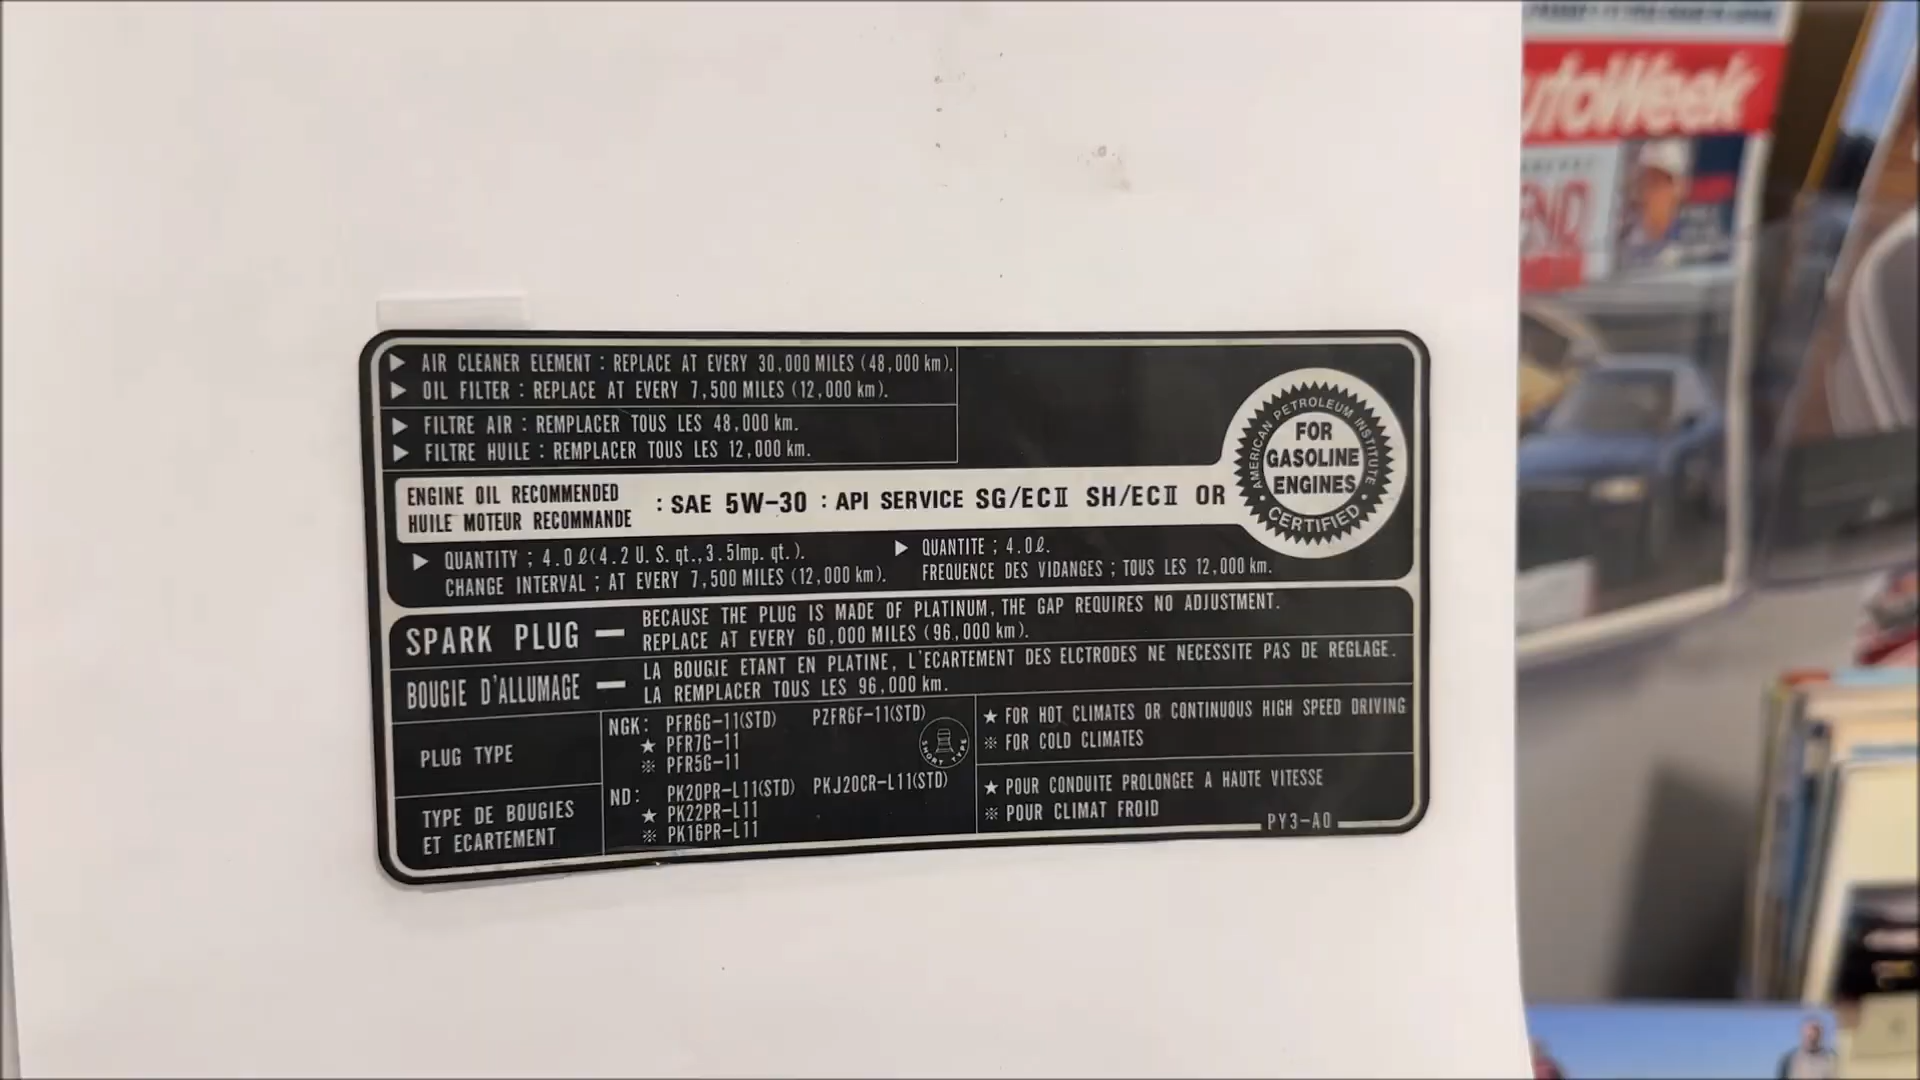 ▶ AIR CLEANER ELEMENT : REPLACE AT EVERY 30,000 MILES (48,000 km).
▶ OIL FILTER : REPLACE AT EVERY 7,500 MILES (12,000 km).
▶ FILTRE AIR : REMPLACER TOUS LES 48,000 km.
▶ FILTRE HUILE : REMPLACER TOUS LES 12,000 km.
ENGINE OIL RECOMMENDED
HUILE MOTEUR RECOMMANDE
: SAE 5W-30 : API SERVICE SG/ECⅡ SH/ECⅡ OR
AMERICAN PETROLEUM INSTITUTE
FOR
GASOLINE
ENGINES
• CERTIFIED •
▶ QUANTITY ; 4.0ℓ(4.2 U.S. qt.,3.5Imp. qt.).
CHANGE INTERVAL ; AT EVERY 7,500 MILES (12,000 km).
▶ QUANTITE ; 4.0ℓ.
FREQUENCE DES VIDANGES ; TOUS LES 12,000 km.
SPARK PLUG — BECAUSE THE PLUG IS MADE OF PLATINUM, THE GAP REQUIRES NO ADJUSTMENT.
REPLACE AT EVERY 60,000 MILES (96,000 km).
BOUGIE D'ALLUMAGE — LA BOUGIE ETANT EN PLATINE, L'ECARTEMENT DES ELCTRODES NE NECESSITE PAS DE REGLAGE.
LA REMPLACER TOUS LES 96,000 km.
PLUG TYPE
TYPE DE BOUGIES
ET ECARTEMENT
NGK: PFR6G-11(STD) PZFR6F-11(STD)
★ PFR7G-11
※ PFR5G-11
SHORT TYPE
ND: PK20PR-L11(STD) PKJ20CR-L11(STD)
★ PK22PR-L11
※ PK16PR-L11
★ FOR HOT CLIMATES OR CONTINUOUS HIGH SPEED DRIVING
※ FOR COLD CLIMATES
★ POUR CONDUITE PROLONGEE A HAUTE VITESSE
※ POUR CLIMAT FROID
PY3-A0
utoWeek